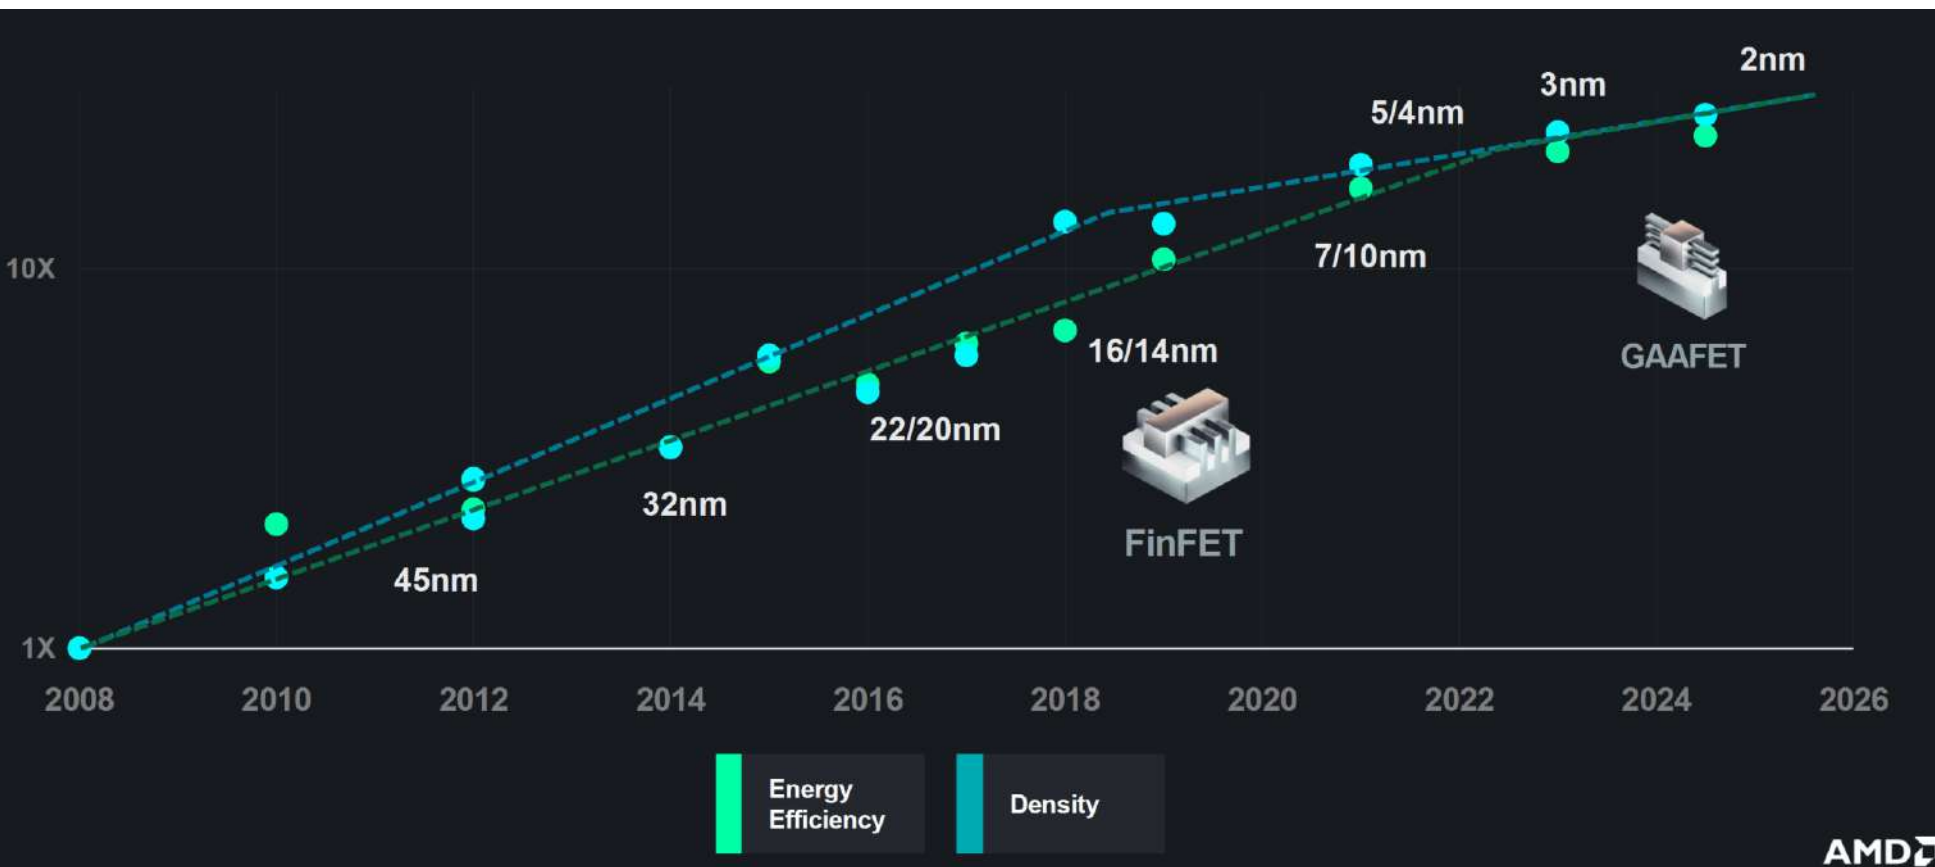 2nm
3nm
5/4nm
10X
7/10nm
16/14nm
GAAFET
22/20nm
32nm
FinFET
45nm
1X
2008 2010 2012 2014 2016 2018 2020 2022 2024 2026
Energy
Efficiency
Density
AMD